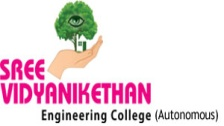 SREE
VIDYANIKETHAN
Engineering College (Autonomous)